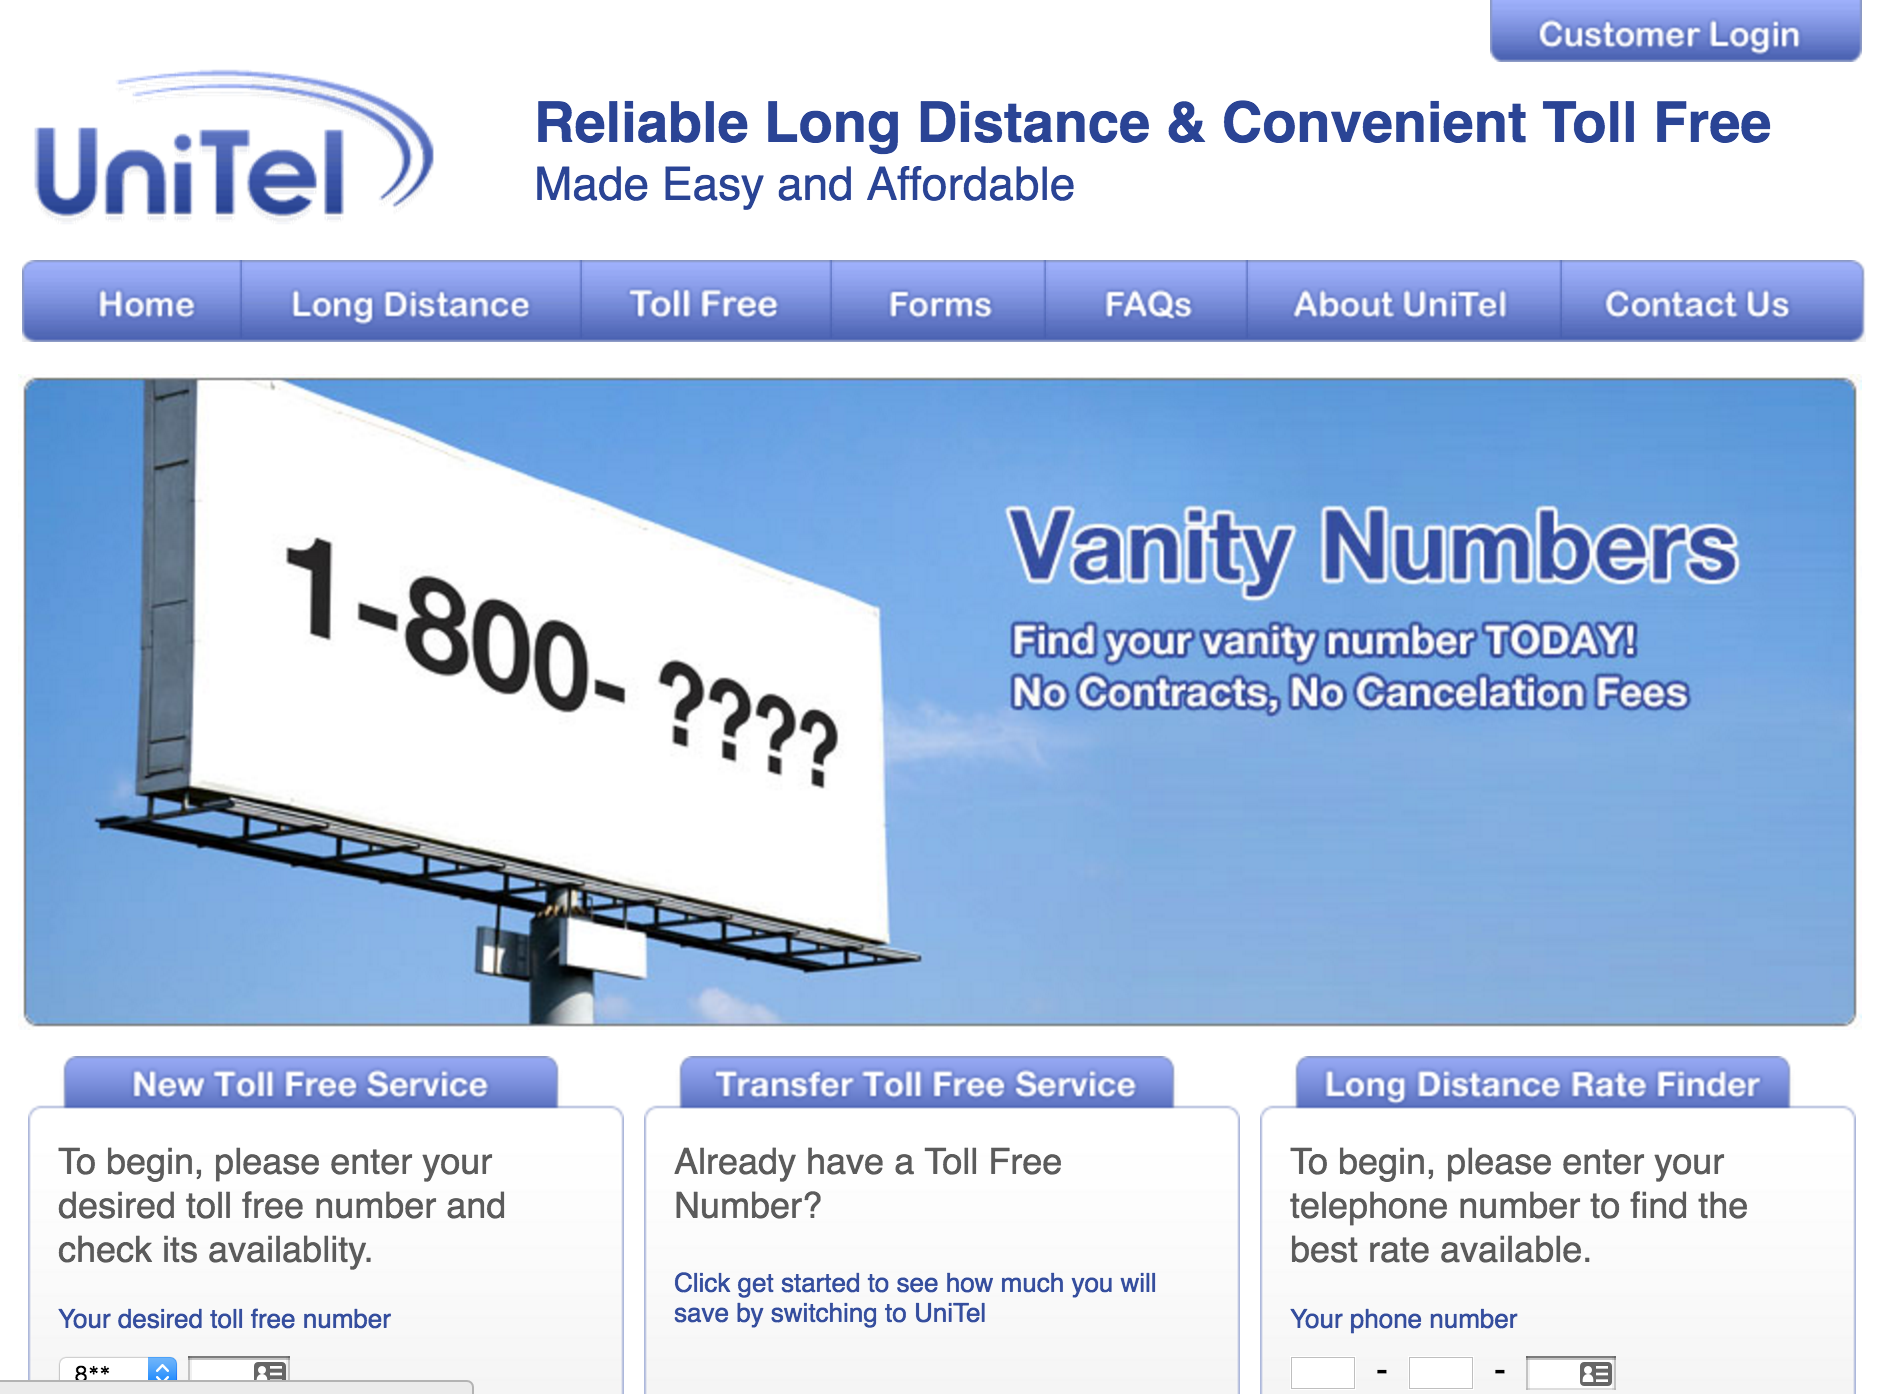 Customer Login
UniTel
Reliable Long Distance & Convenient Toll Free
Made Easy and Affordable
Home
Long Distance
Toll Free
Forms
FAQs
About UniTel
Contact Us
1-800- ????
Vanity Numbers
Find your vanity number TODAY!
No Contracts, No Cancelation Fees
New Toll Free Service
To begin, please enter your
desired toll free number and
check its availablity.
Your desired toll free number
8**
Transfer Toll Free Service
Already have a Toll Free
Number?
Click get started to see how much you will
save by switching to UniTel
Long Distance Rate Finder
To begin, please enter your
telephone number to find the
best rate available.
Your phone number
- -